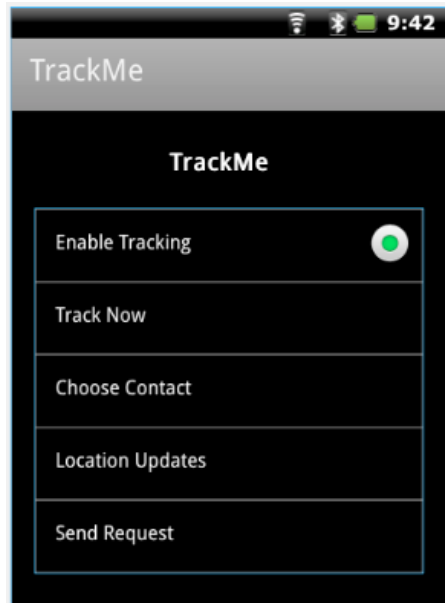 9:42
TrackMe
TrackMe
Enable Tracking
Track Now
Choose Contact
Location Updates
Send Request